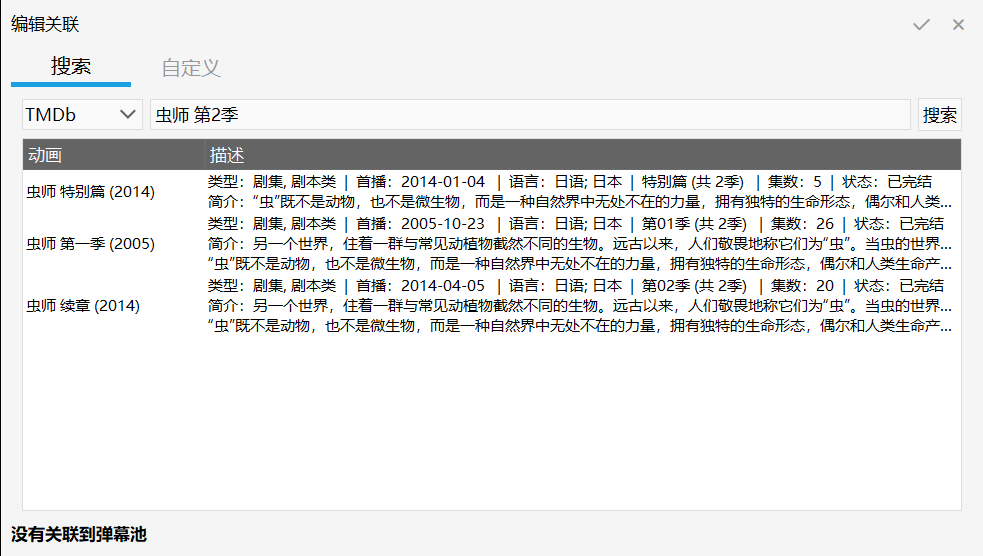 编辑关联
搜索 自定义
TMDb 虫师 第2季 搜索
动画 描述
虫师 特别篇 (2014)
类型：剧集, 剧本类 | 首播：2014-01-04 | 语言：日语; 日本 | 特别篇 (共 2季) | 集数：5 | 状态：已完结
简介：“虫”既不是动物，也不是微生物，而是一种自然界中无处不在的力量，拥有独特的生命形态，偶尔和人类...
虫师 第一季 (2005)
类型：剧集, 剧本类 | 首播：2005-10-23 | 语言：日语; 日本 | 第01季 (共 2季) | 集数：26 | 状态：已完结
简介：另一个世界，住着一群与常见动植物截然不同的生物。远古以来，人们敬畏地称它们为“虫”。当虫的世界...
“虫”既不是动物，也不是微生物，而是一种自然界中无处不在的力量，拥有独特的生命形态，偶尔和人类生命产...
虫师 续章 (2014)
类型：剧集, 剧本类 | 首播：2014-04-05 | 语言：日语; 日本 | 第02季 (共 2季) | 集数：20 | 状态：已完结
简介：另一个世界，住着一群与常见动植物截然不同的生物。远古以来，人们敬畏地称它们为“虫”。当虫的世界...
“虫”既不是动物，也不是微生物，而是一种自然界中无处不在的力量，拥有独特的生命形态，偶尔和人类生命产...
没有关联到弹幕池